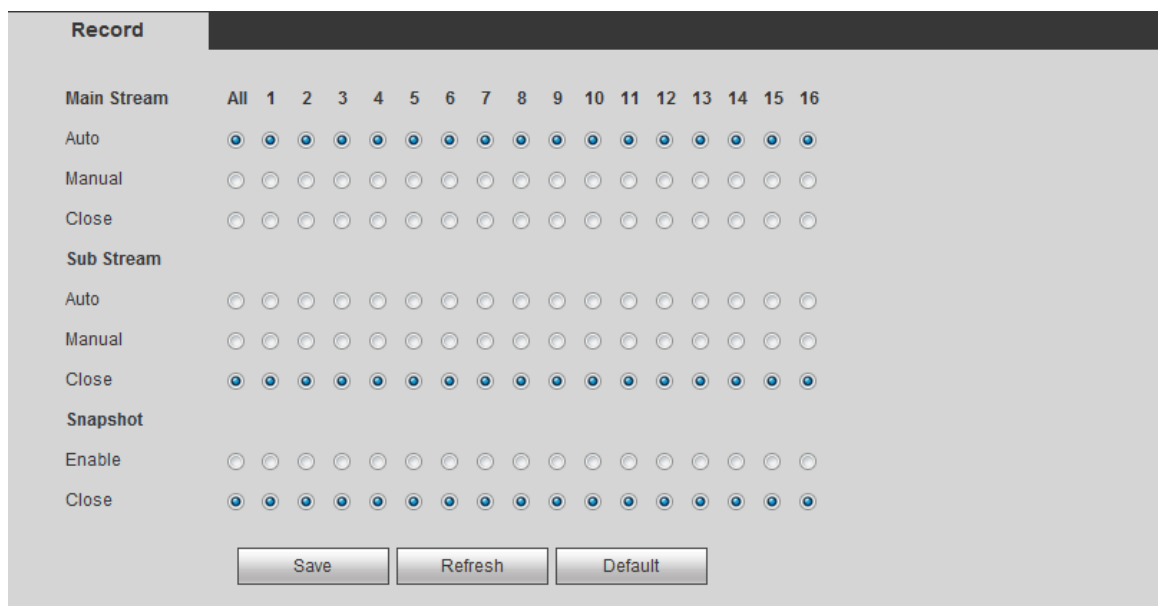 Record
Main Stream All 1 2 3 4 5 6 7 8 9 10 11 12 13 14 15 16
Auto
Manual
Close
Sub Stream
Auto
Manual
Close
Snapshot
Enable
Close
Save Refresh Default